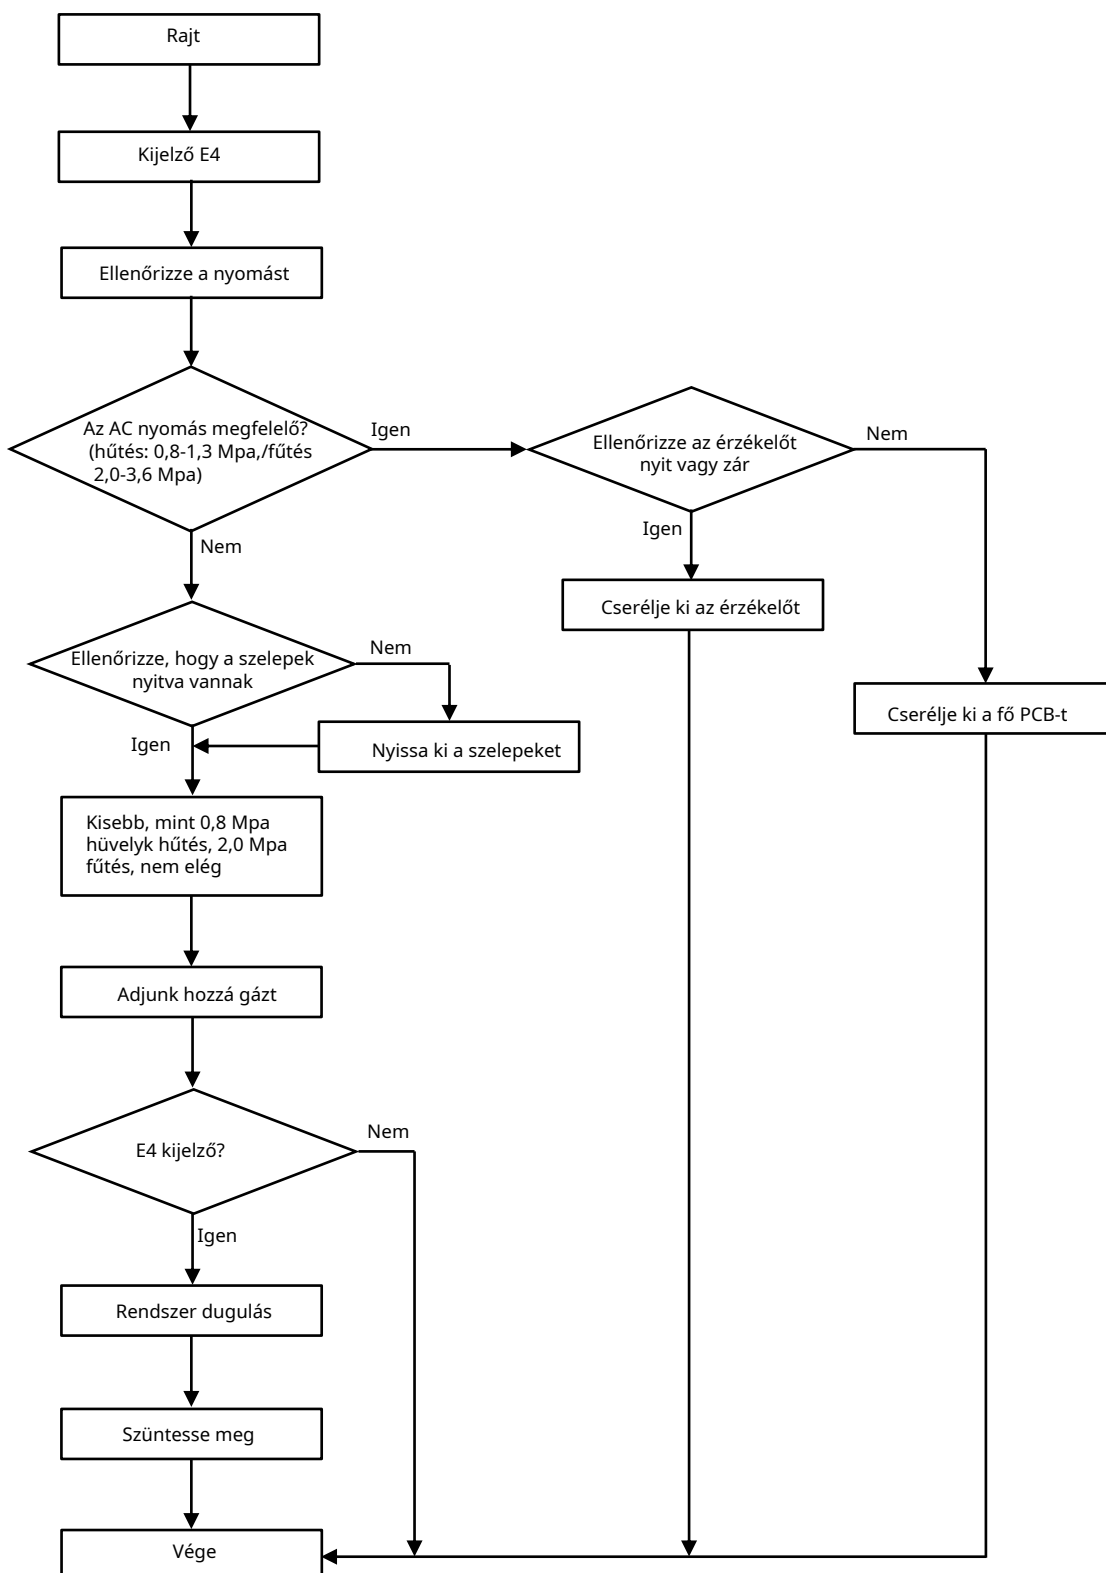 Rajt
Kijelző E4
Ellenőrizze a nyomást
Az AC nyomás megfelelő?
(hűtés: 0,8-1,3 Mpa,/fűtés
2,0-3,6 Mpa)
Igen
Ellenőrizze az érzékelőt
nyit vagy zár
Nem
Igen
Nem
Cserélje ki az érzékelőt
Ellenőrizze, hogy a szelepek
nyitva vannak
Nem
Cserélje ki a fő PCB-t
Igen
Nyissa ki a szelepeket
Kisebb, mint 0,8 Mpa
hüvelyk hűtés, 2,0 Mpa
fűtés, nem elég
Adjunk hozzá gázt
E4 kijelző?
Nem
Igen
Rendszer dugulás
Szüntesse meg
Vége